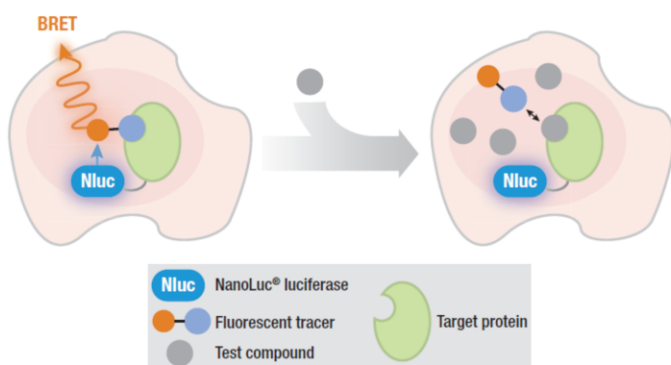 BRET
Nluc
Nluc
Nluc
NanoLuc® luciferase
Fluorescent tracer
Target protein
Test compound